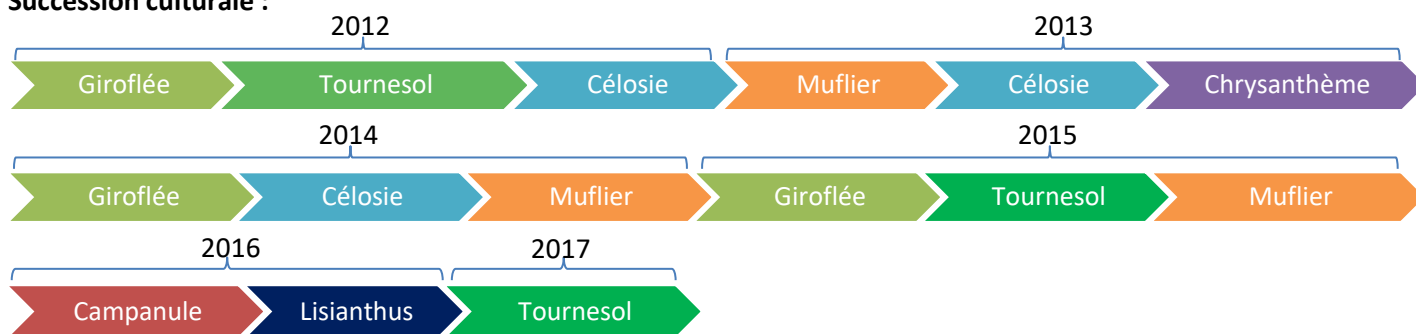 Succession culturale :
2012 2013
Giroflée Tournesol Célosie Muflier Célosie Chrysanthème
2014 2015
Giroflée Célosie Muflier Giroflée Tournesol Muflier
2016 2017
Campanule Lisianthus Tournesol